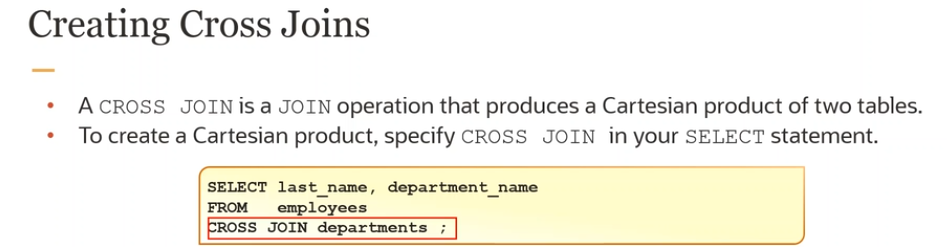 Creating Cross Joins
• A CROSS JOIN is a JOIN operation that produces a Cartesian product of two tables.
• To create a Cartesian product, specify CROSS JOIN in your SELECT statement.
SELECT last_name, department_name
FROM   employees
CROSS JOIN departments ;